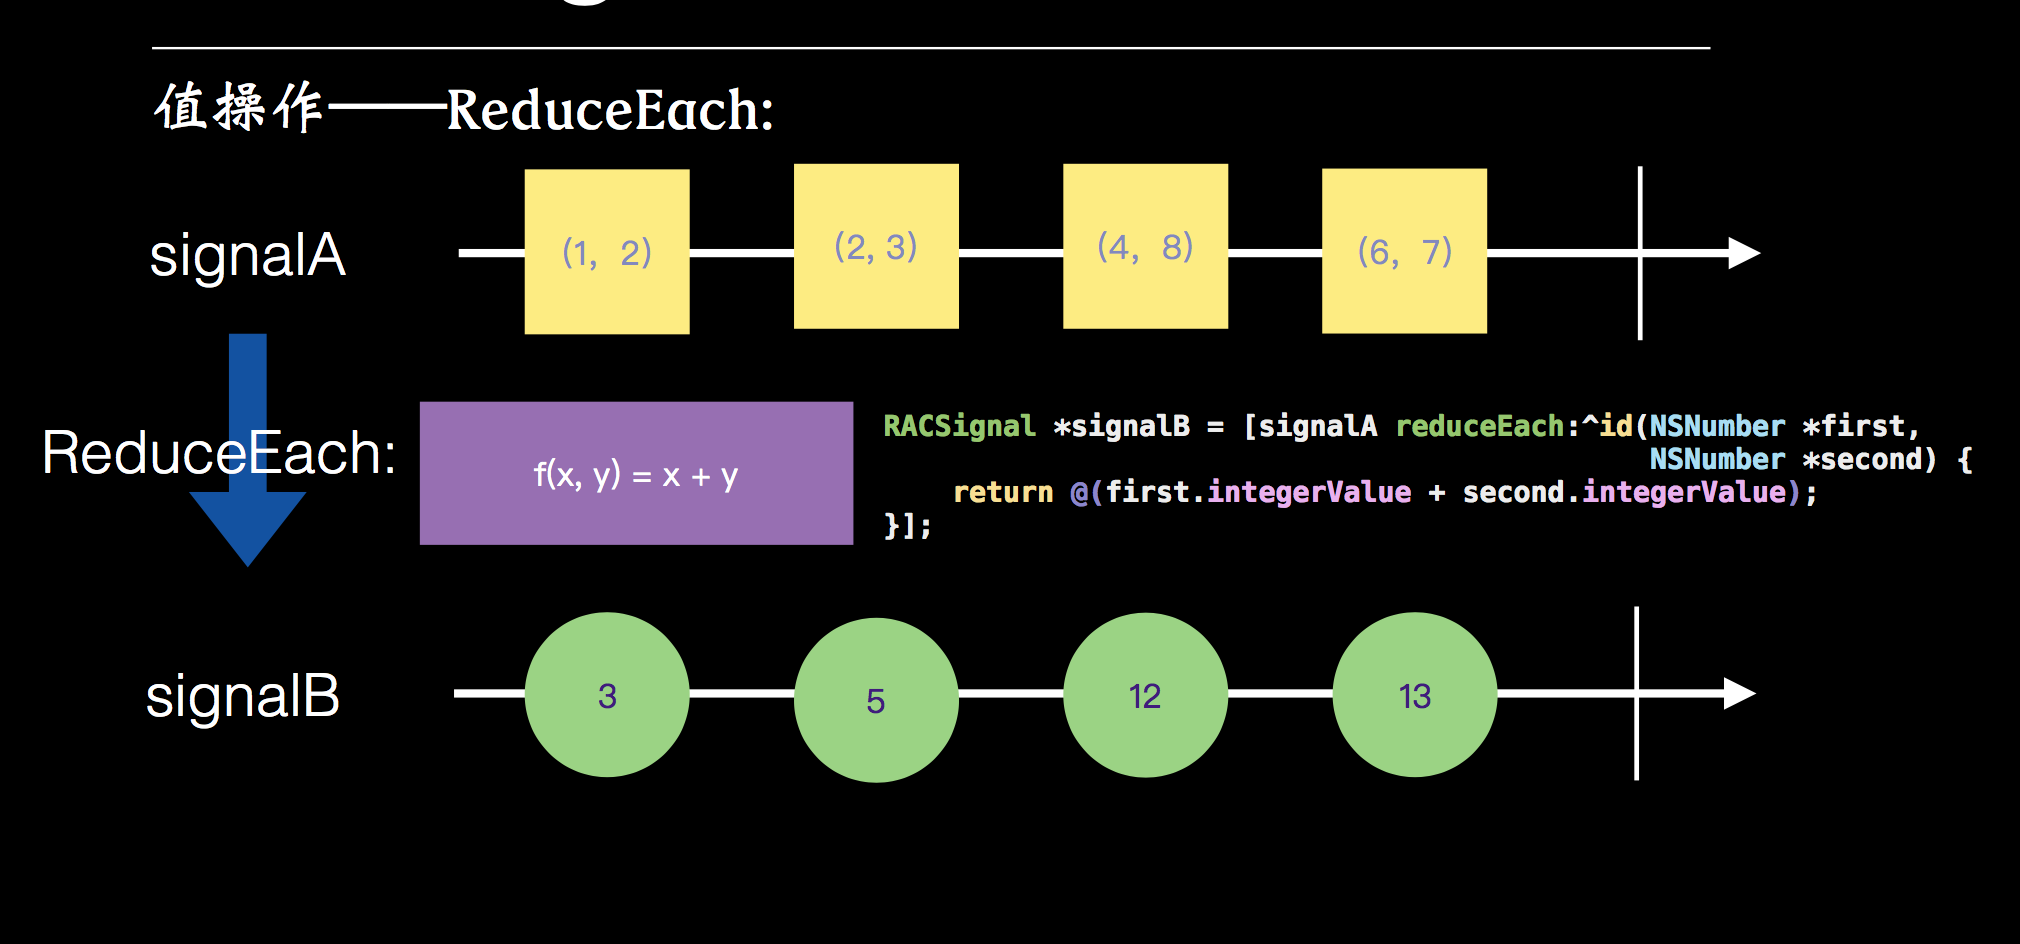 值操作——ReduceEach:
signalA
(1, 2)
(2, 3)
(4, 8)
(6, 7)
ReduceEach:
f(x, y) = x + y
RACSignal *signalB = [signalA reduceEach:^id(NSNumber *first,
NSNumber *second) {
return @(first.integerValue + second.integerValue);
}];
signalB
3
5
12
13